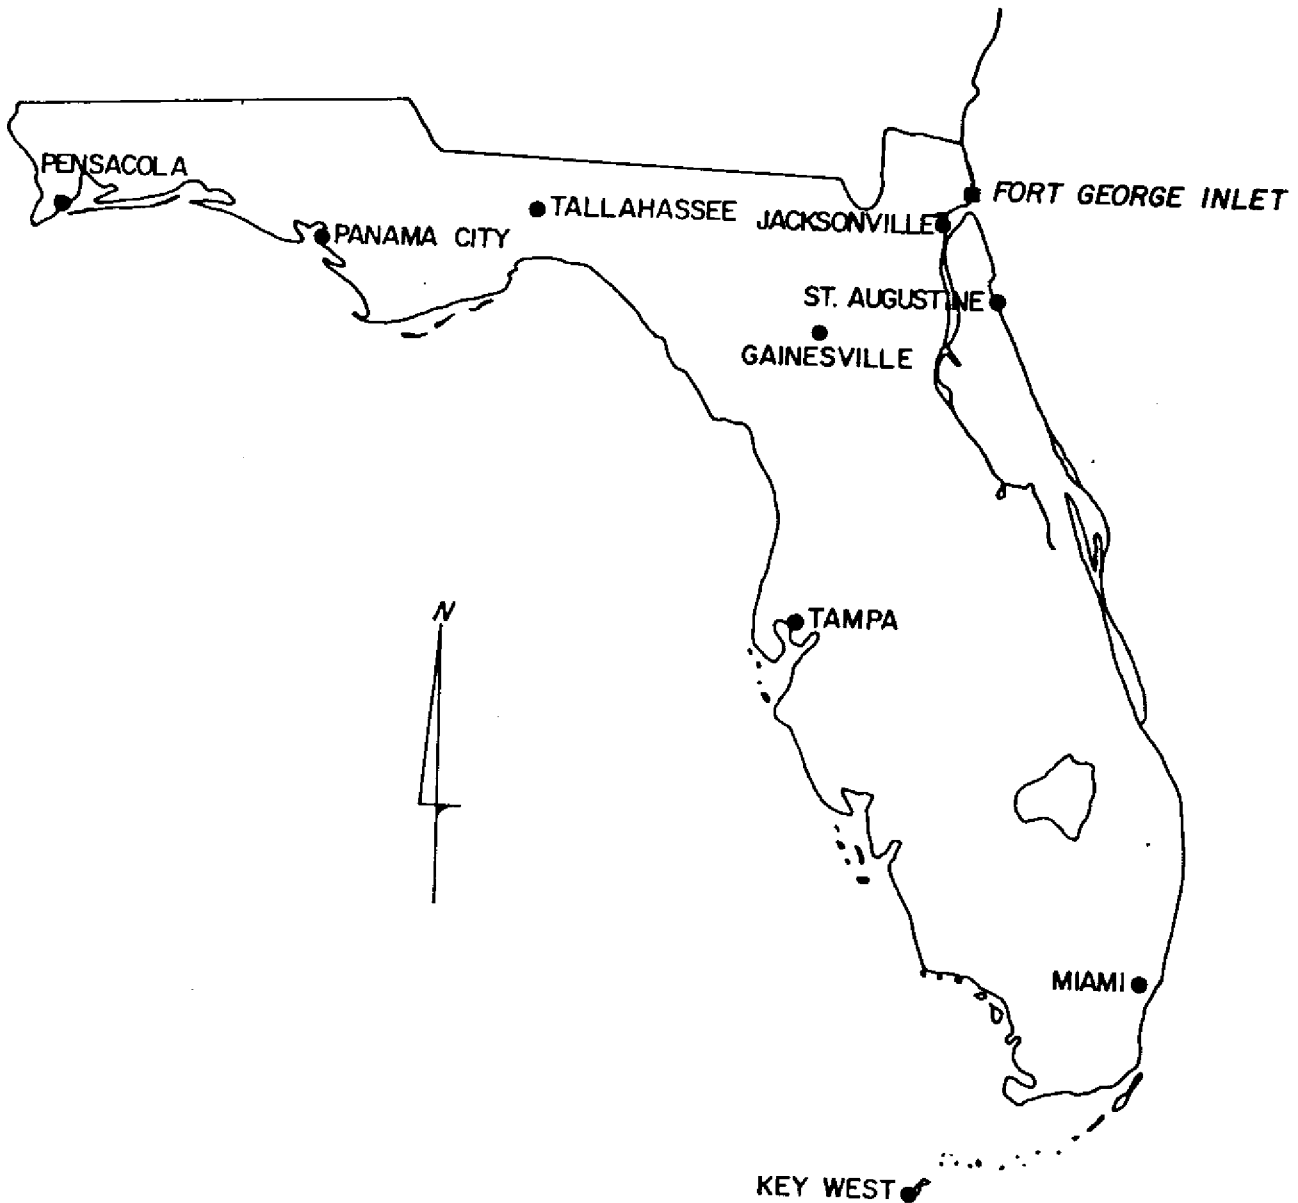 PENSACOLA
FORT GEORGE INLET
TALLAHASSEE
JACKSONVILLE
PANAMA CITY
ST. AUGUSTINE
GAINESVILLE
N
TAMPA
MIAMI
KEY WEST